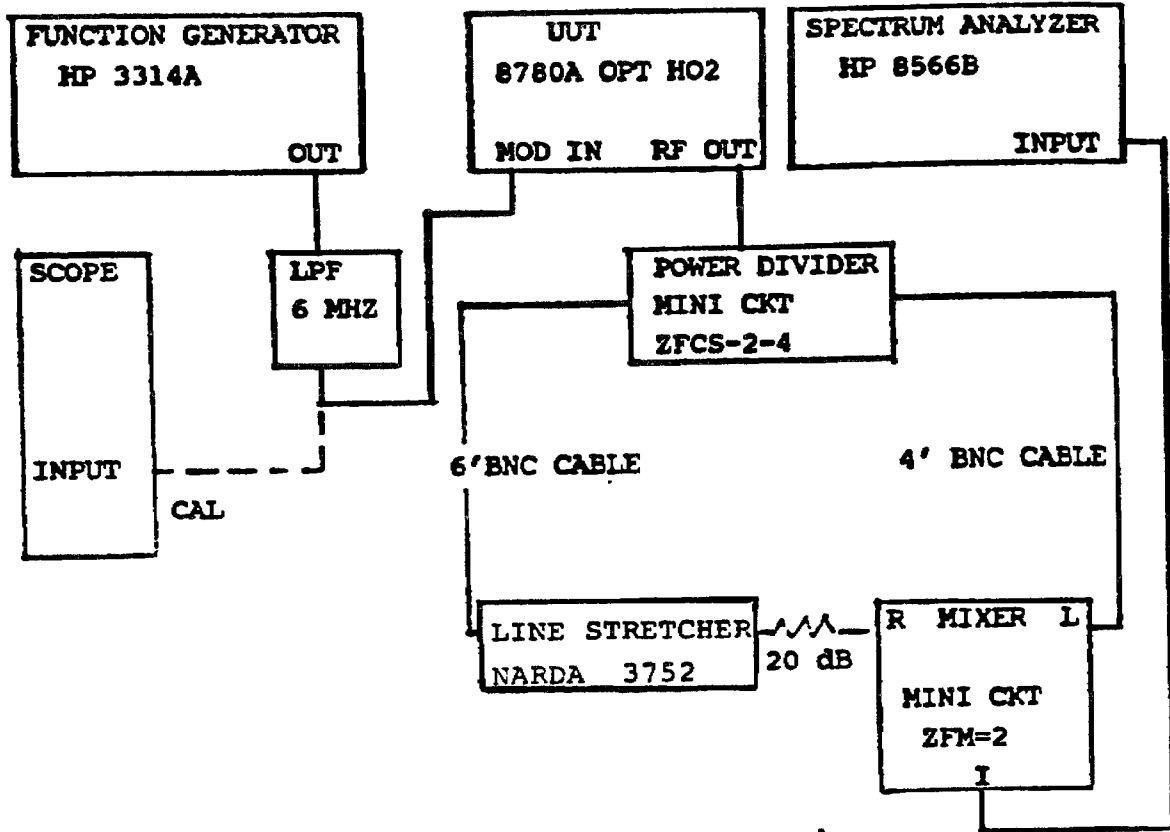 FUNCTION GENERATOR
HP 3314A
OUT
UUT
8780A OPT HO2
MOD IN RF OUT
SPECTRUM ANALYZER
HP 8566B
INPUT
SCOPE
INPUT
CAL
LPF
6 MHZ
POWER DIVIDER
MINI CKT
ZFCS-2-4
6' BNC CABLE
4' BNC CABLE
LINE STRETCHER
NARDA 3752
20 dB
R MIXER L
MINI CKT
ZFM=2
I